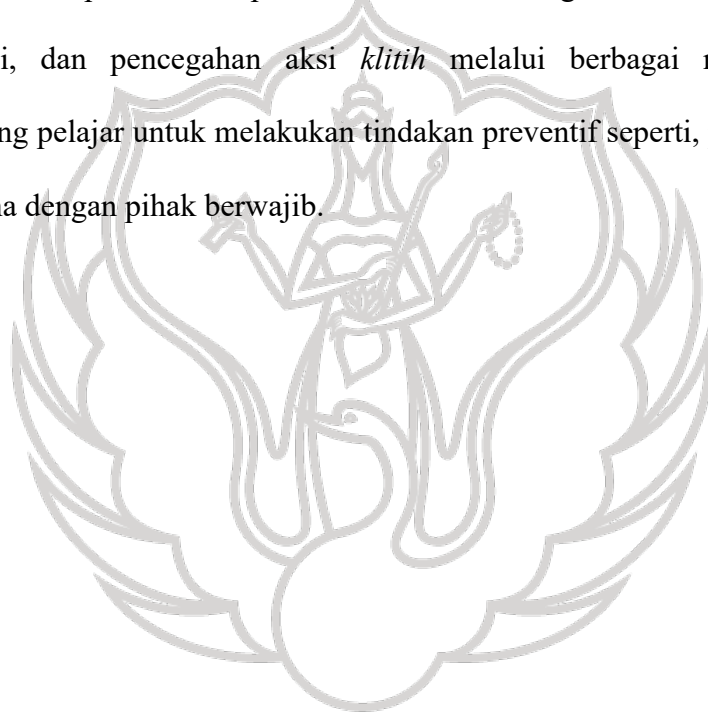 i, dan pencegahan aksi klitih melalui berbagai
ng pelajar untuk melakukan tindakan preventif seperti,
a dengan pihak berwajib.